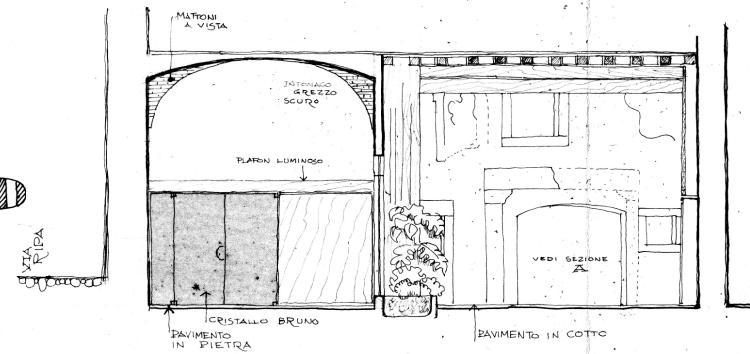 MATTONI
A VISTA
INTONACO
GREZZO
SCURO
PLAFON LUMINOSO
VIA
RIPA
VEDI SEZIONE
A
CRISTALLO BRUNO
PAVIMENTO
IN PIETRA
PAVIMENTO IN COTTO